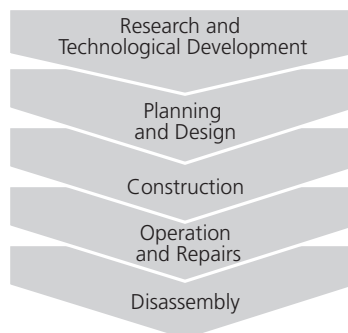 Research and
Technological Development
Planning
and Design
Construction
Operation
and Repairs
Disassembly